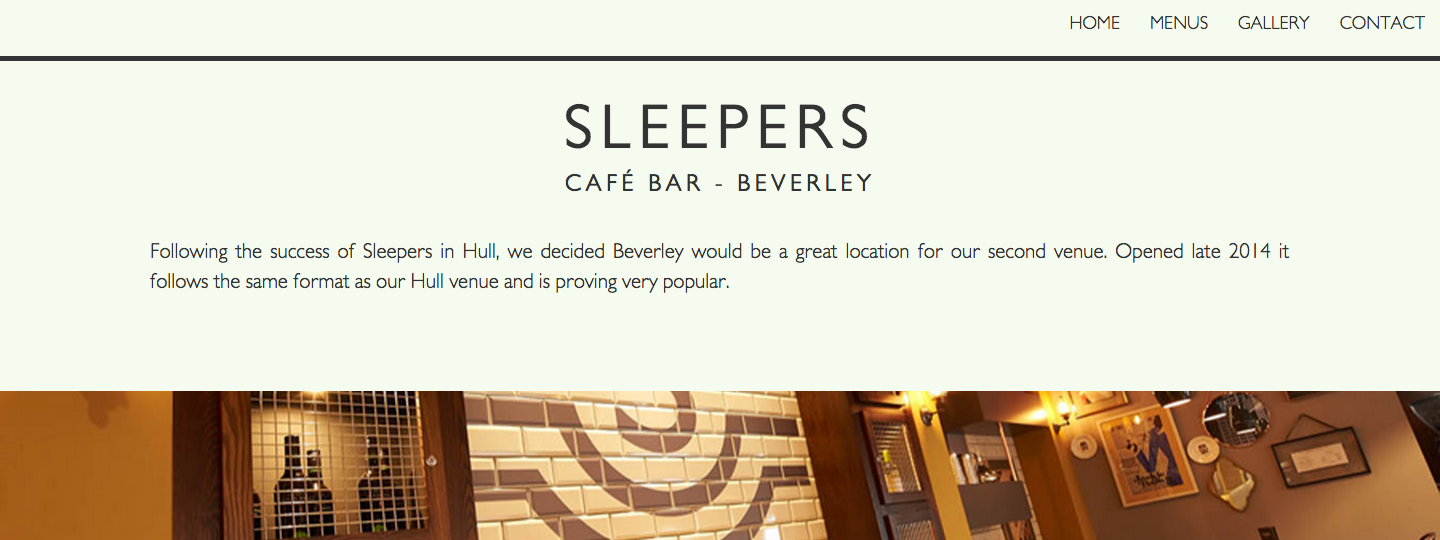 HOME MENUS GALLERY CONTACT
SLEEPERS
CAFÉ BAR - BEVERLEY
Following the success of Sleepers in Hull, we decided Beverley would be a great location for our second venue. Opened late 2014 it
follows the same format as our Hull venue and is proving very popular.